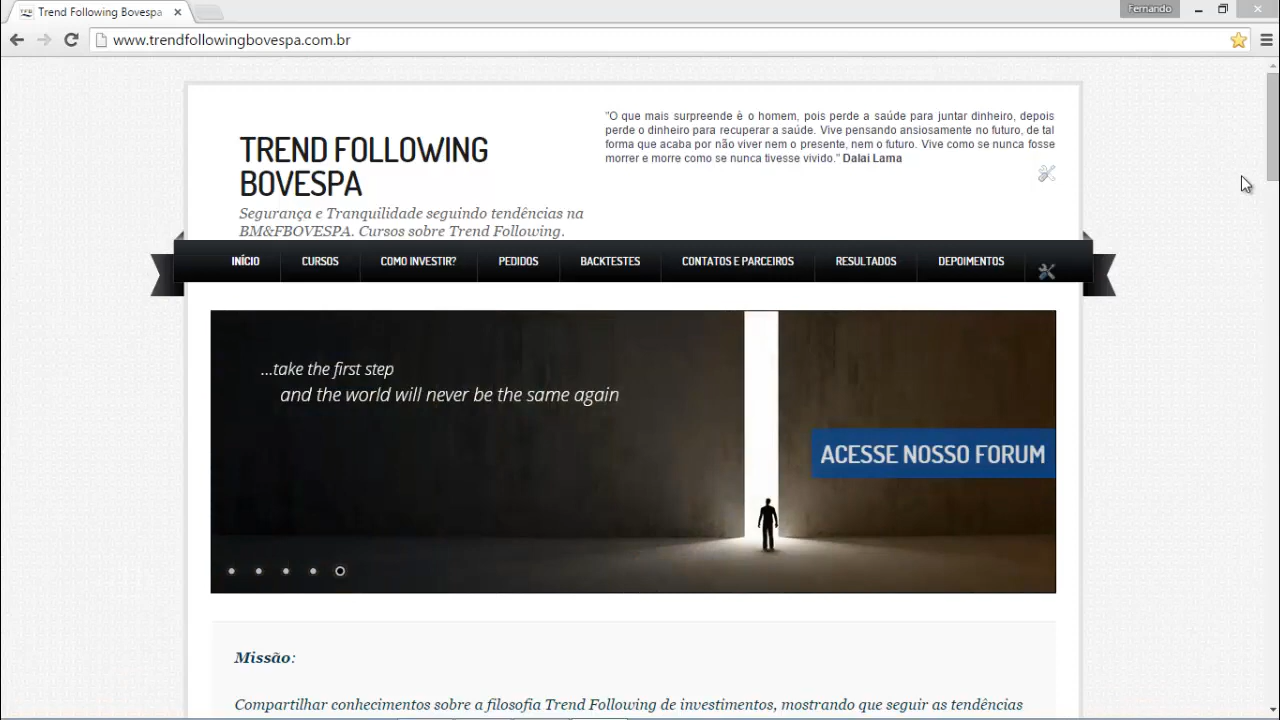 Trend Following Bovespa
Fernando
www.trendfollowingbovespa.com.br
TREND FOLLOWING
BOVESPA
Segurança e Tranquilidade seguindo tendências na
BM&FBOVESPA. Cursos sobre Trend Following.
"O que mais surpreende è o homem, pois perde a saúde para juntar dinheiro, depois
perde o dinheiro para recuperar a saúde. Vive pensando ansiosamente no futuro, de tal
forma que acaba por não viver nem o presente, nem o futuro. Vive como se nunca fosse
morrer e morre como se nunca tivesse vivido." Dalai Lama
INÍCIO CURSOS COMO INVESTIR? PEDIDOS BACKTESTES CONTATOS E PARCEIROS RESULTADOS DEPOIMENTOS
...take the first step
and the world will never be the same again
ACESSE NOSSO FORUM
Missão:
Compartilhar conhecimentos sobre a filosofia Trend Following de investimentos, mostrando que seguir as tendências